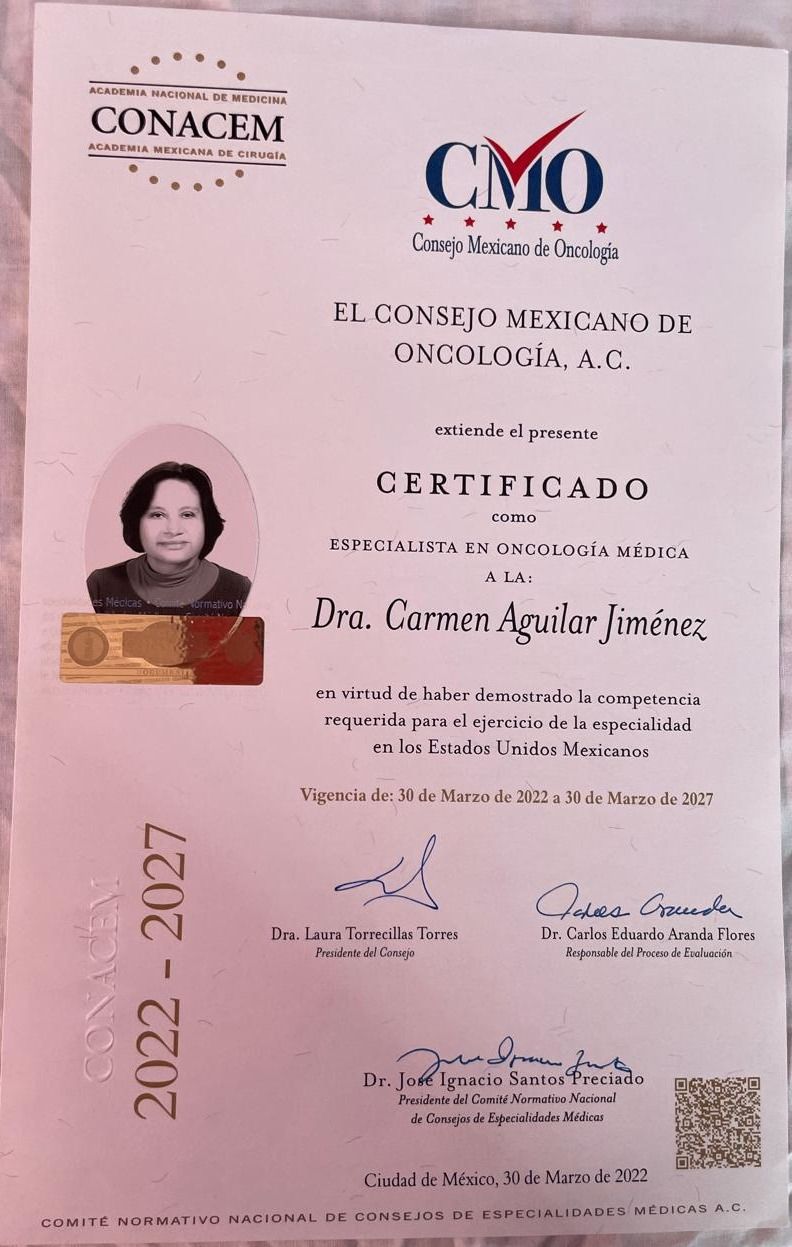 ACADEMIA NACIONAL DE MEDICINA
CONACEM
ACADEMIA MEXICANA DE CIRUGÍA
CMO
Consejo Mexicano de Oncología
EL CONSEJO MEXICANO DE
ONCOLOGÍA, A.C.
extiende el presente
CERTIFICADO
como
ESPECIALISTA EN ONCOLOGÍA MÉDICA
A LA:
Dra. Carmen Aguilar Jiménez
es Médicas • Comité Normativo Na
en virtud de haber demostrado la competencia
requerida para el ejercicio de la especialidad
en los Estados Unidos Mexicanos
Vigencia de: 30 de Marzo de 2022 a 30 de Marzo de 2027
CONACEM
2022 - 2027
Dra. Laura Torrecillas Torres
Presidente del Consejo
Dr. Carlos Eduardo Aranda Flores
Responsable del Proceso de Evaluación
Dr. José Ignacio Santos Preciado
Presidente del Comité Normativo Nacional
de Consejos de Especialidades Médicas
Ciudad de México, 30 de Marzo de 2022
COMITÉ NORMATIVO NACIONAL DE CONSEJOS DE ESPECIALIDADES MÉDICAS A.C.